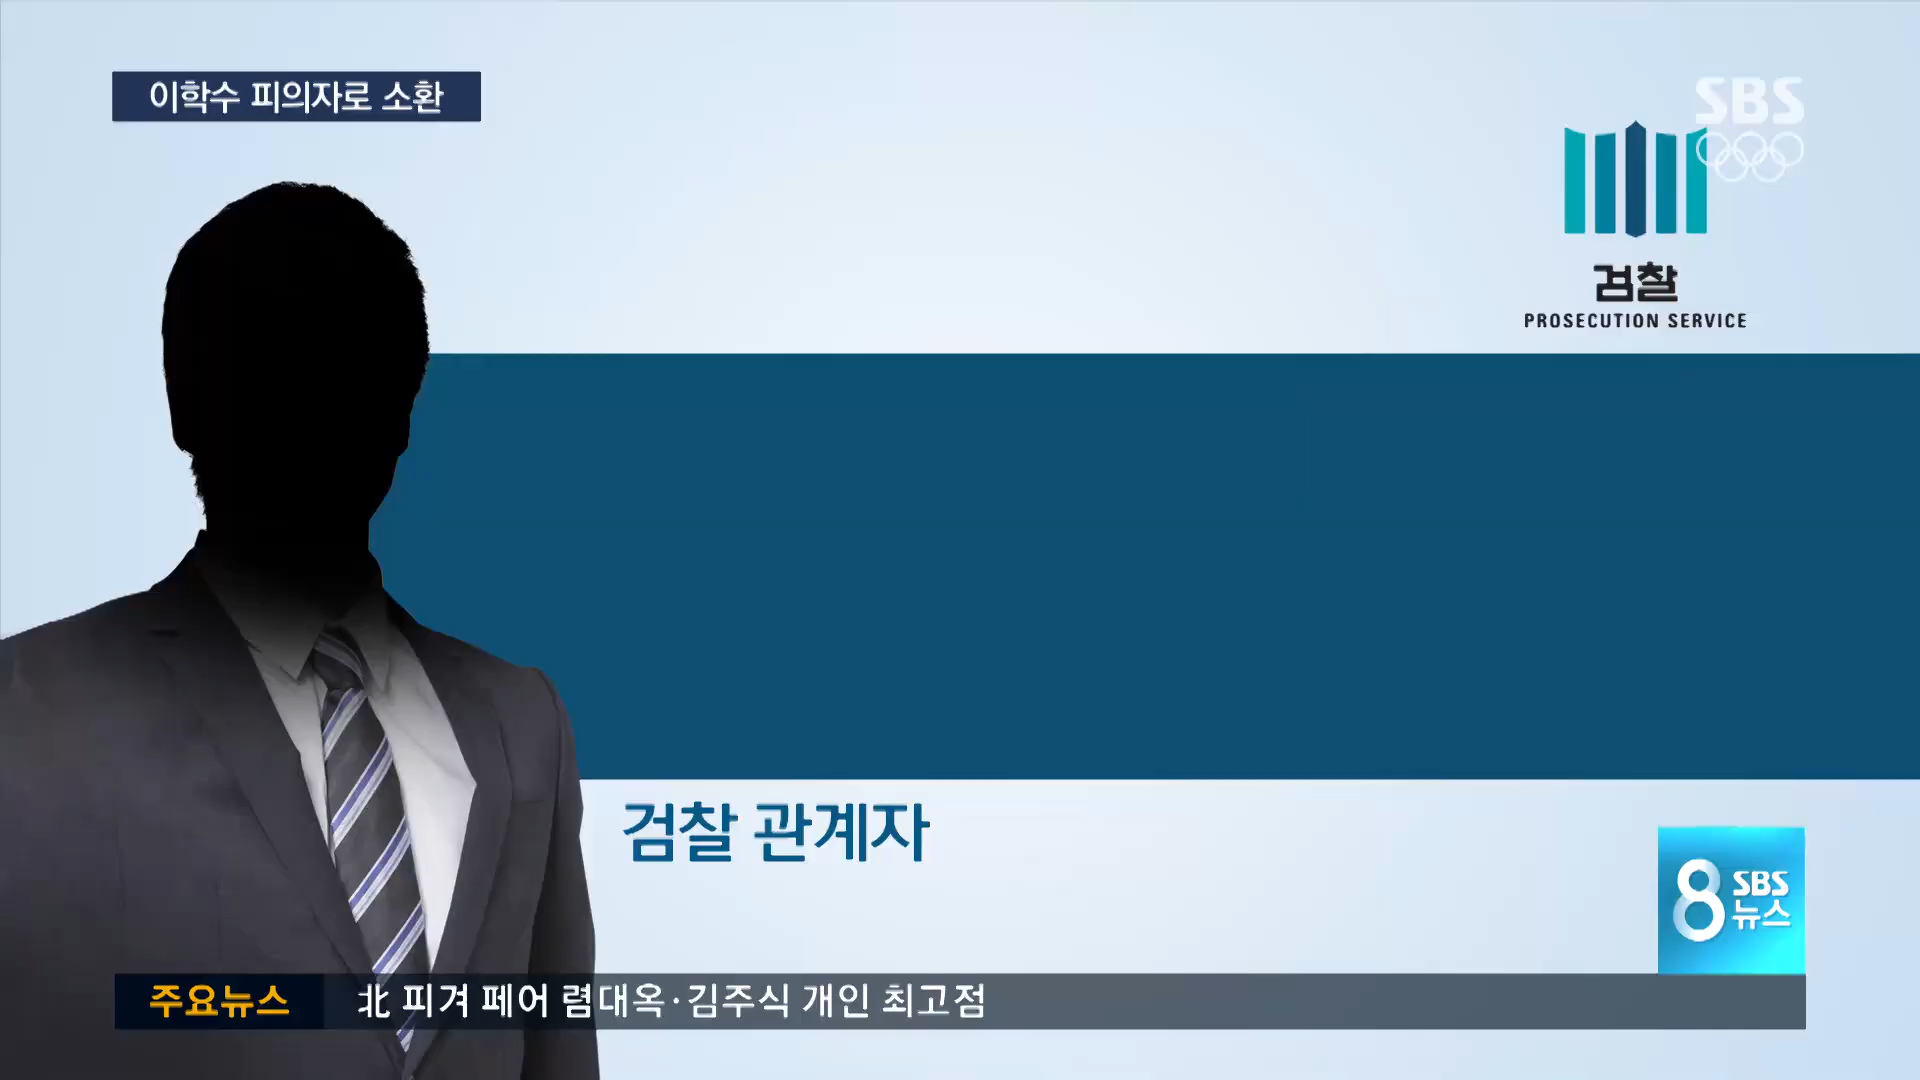 이학수 피의자로 소환
SBS
검찰
PROSECUTION SERVICE
검찰 관계자
8 SBS
뉴스
주요뉴스 北 피겨 페어 렴대옥·김주식 개인 최고점